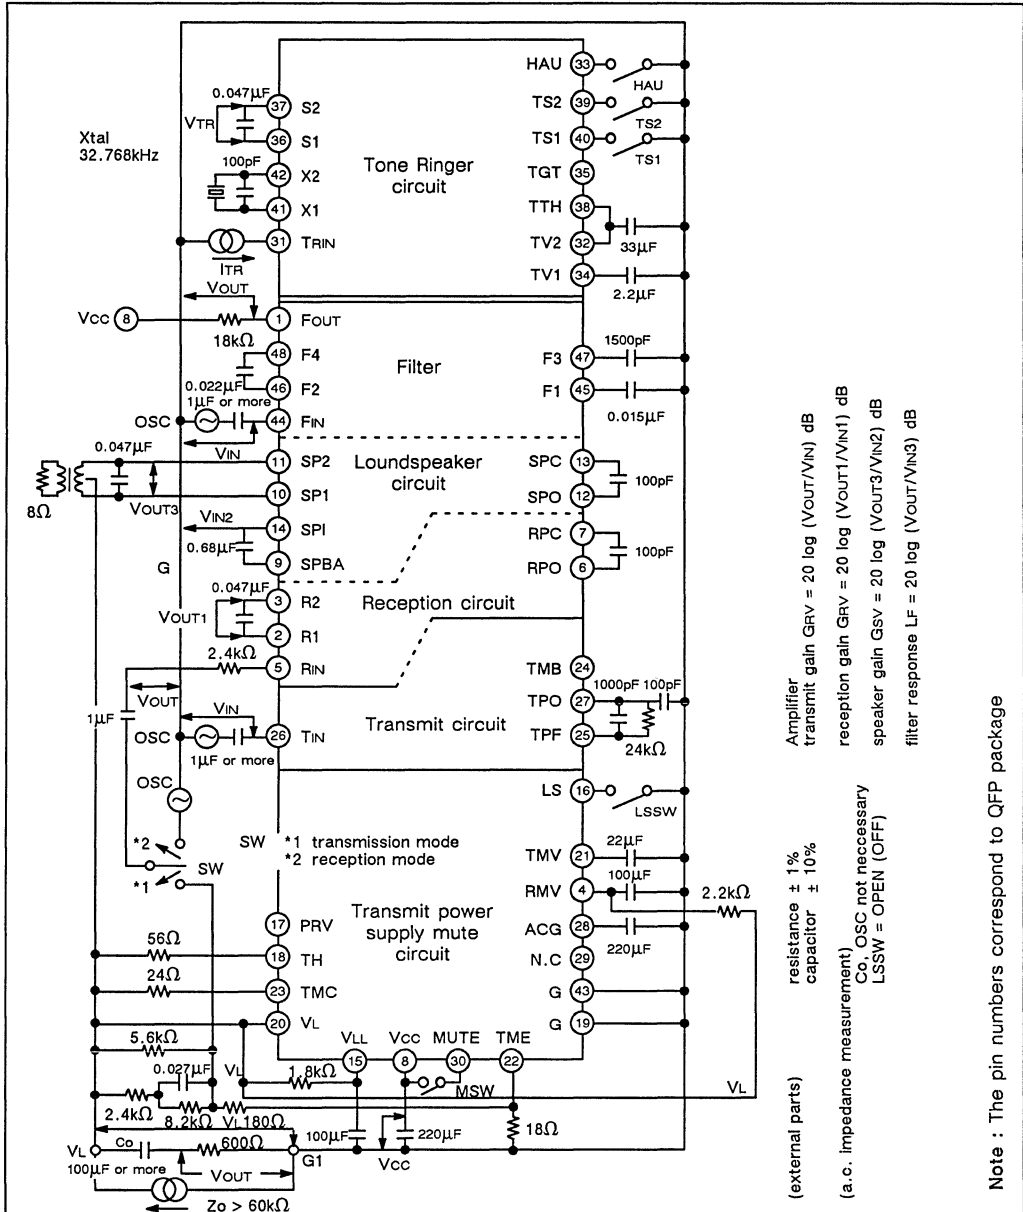 Xtal
32.768kHz
0.047μF
VTR
37 S2
36 S1
100pF
42 X2
41 X1
31 TRIN
ITR
Tone Ringer
circuit
HAU 33
HAU
TS2 39
TS2
TS1 40
TS1
TGT 35
TTH 38
TV2 32
33μF
TV1 34
2.2μF
VOUT
VCC 8
18kΩ
1 FOUT
48 F4
0.022μF
46 F2
1μF or more
OSC
44 FIN
VIN
Filter
F3 47
1500pF
F1 45
0.015μF
0.047μF
8Ω
VOUT3
11 SP2
10 SP1
VIN2
14 SPI
0.68μF
9 SPBA
G
Loundspeaker
circuit
SPC 13
SPO 12
100pF
RPC 7
RPO 6
100pF
0.047μF
VOUT1
3 R2
2 R1
2.4kΩ
5 RIN
Reception circuit
VOUT
1μF
VIN
OSC
26 TIN
1μF or more
Transmit circuit
TMB 24
TPO 27
1000pF 100pF
TPF 25
24kΩ
OSC
*2
SW
*1
SW *1 transmission mode
*2 reception mode
LS 16
LSSW
TMV 21
22μF
RMV 4
100μF
2.2kΩ
ACG 28
220μF
N.C 29
G 43
G 19
17 PRV
56Ω
18 TH
24Ω
23 TMC
20 VL
Transmit power
supply mute
circuit
VLL
15
VCC
8
MUTE
30
TME
22
5.6kΩ
0.027μF
VL
1.8kΩ
MSW
VL
2.4kΩ
8.2kΩ
VL
180Ω
18Ω
100μF
220μF
VCC
VL
Co
600Ω
G1
100μF or more
VOUT
Zo > 60kΩ
Amplifier
transmit gain GRV = 20 log (VOUT/VIN) dB
reception gain GRV = 20 log (VOUT1/VIN1) dB
speaker gain GSV = 20 log (VOUT3/VIN2) dB
filter response LF = 20 log (VOUT/VIN3) dB
(external parts) resistance ± 1%
capacitor ± 10%
(a.c. impedance measurement)
Co, OSC not neccessary
LSSW = OPEN (OFF)
Note : The pin numbers correspond to QFP package